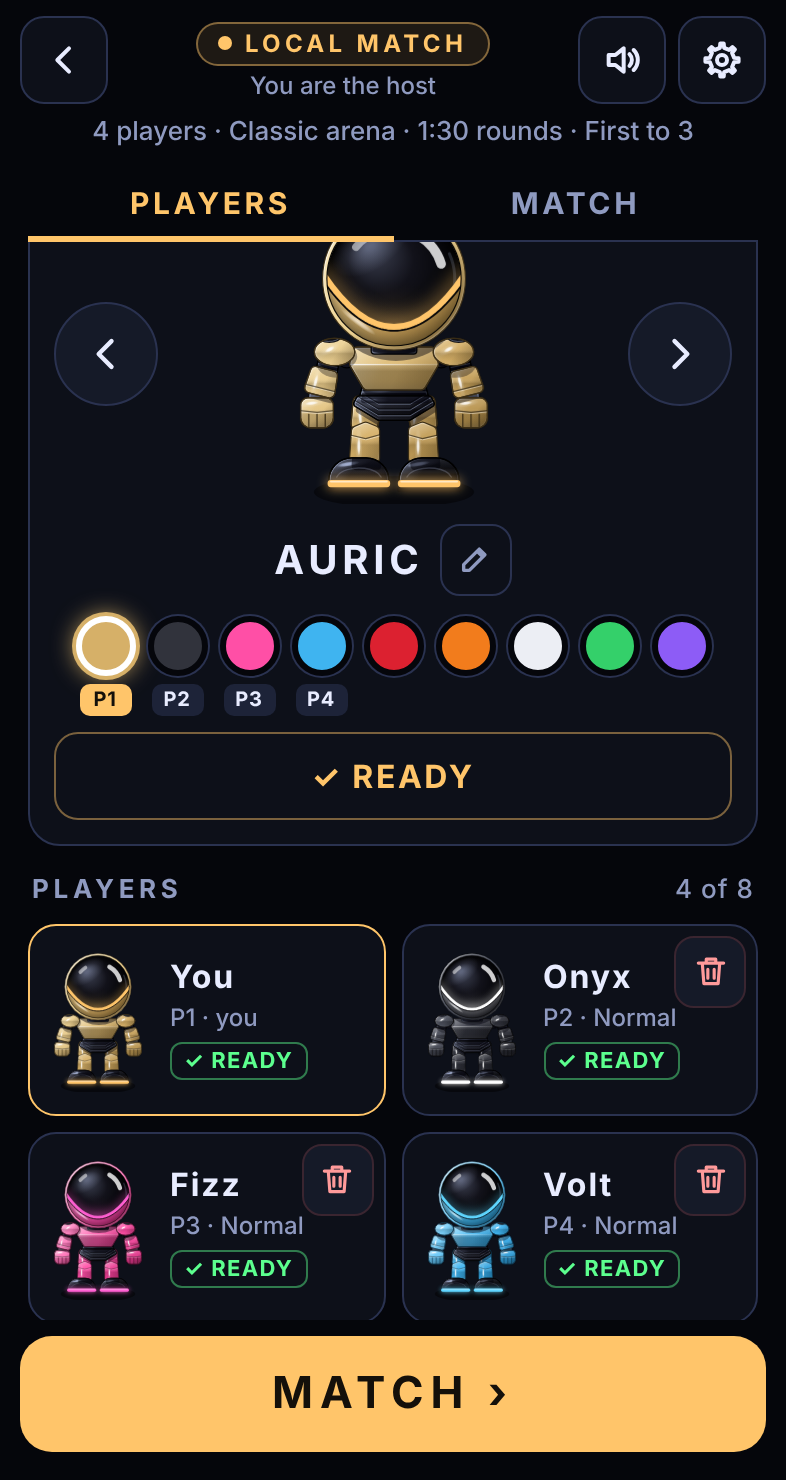 LOCAL MATCH
You are the host
4 players · Classic arena · 1:30 rounds · First to 3
PLAYERS MATCH
AURIC
P1 P2 P3 P4
✓ READY
PLAYERS 4 of 8
You
P1 · you
✓ READY
Onyx
P2 · Normal
✓ READY
Fizz
P3 · Normal
✓ READY
Volt
P4 · Normal
✓ READY
MATCH ›